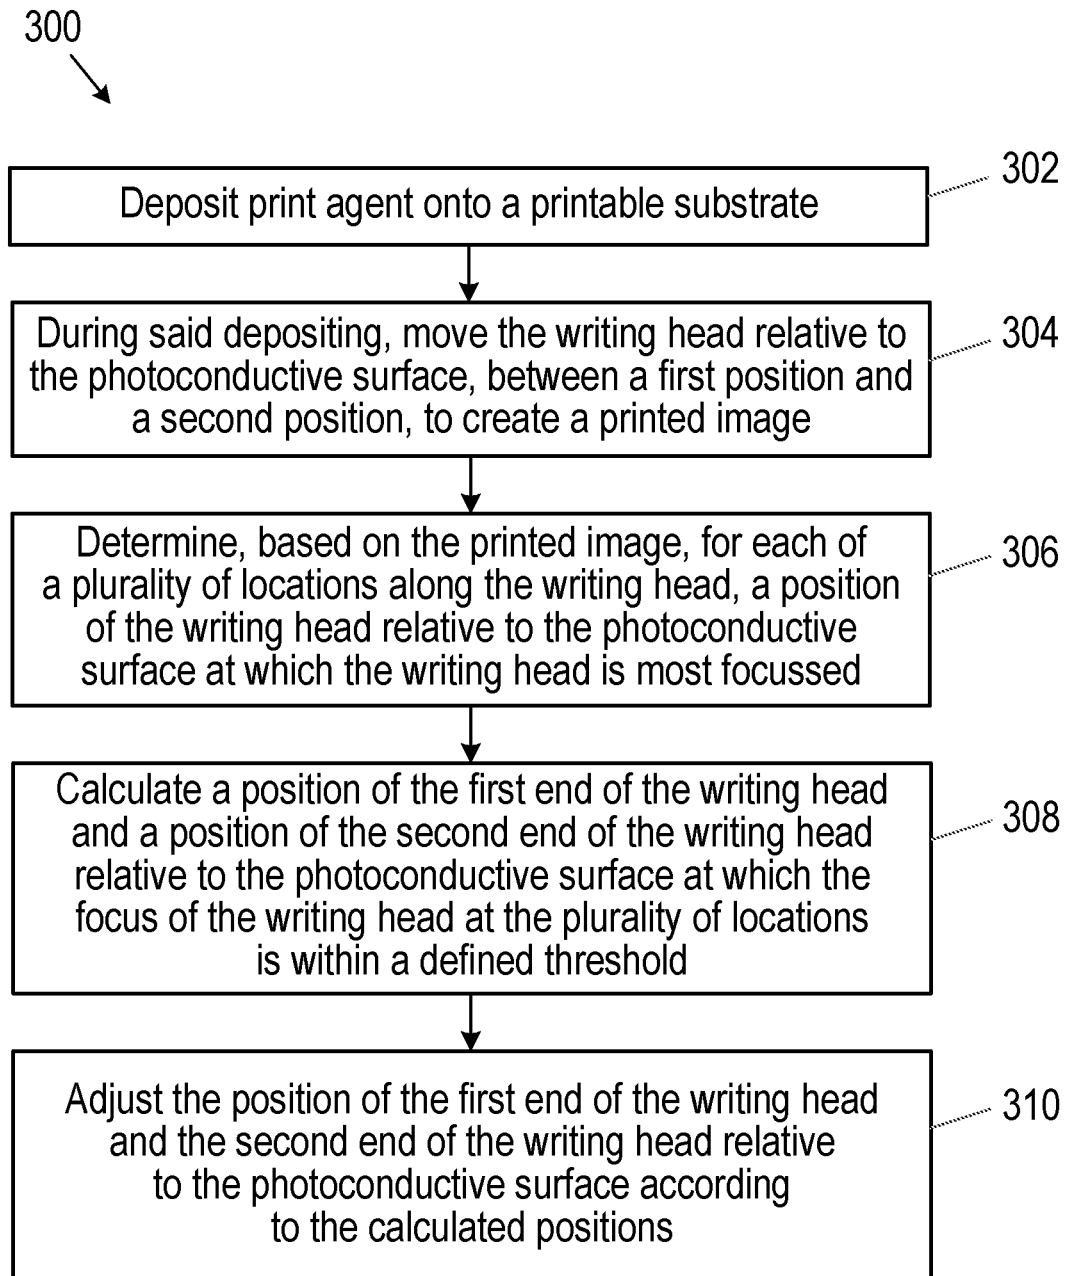 300
302
Deposit print agent onto a printable substrate
304
During said depositing, move the writing head relative to
the photoconductive surface, between a first position and
a second position, to create a printed image
306
Determine, based on the printed image, for each of
a plurality of locations along the writing head, a position
of the writing head relative to the photoconductive
surface at which the writing head is most focussed
308
Calculate a position of the first end of the writing head
and a position of the second end of the writing head
relative to the photoconductive surface at which the
focus of the writing head at the plurality of locations
is within a defined threshold
310
Adjust the position of the first end of the writing head
and the second end of the writing head relative
to the photoconductive surface according
to the calculated positions